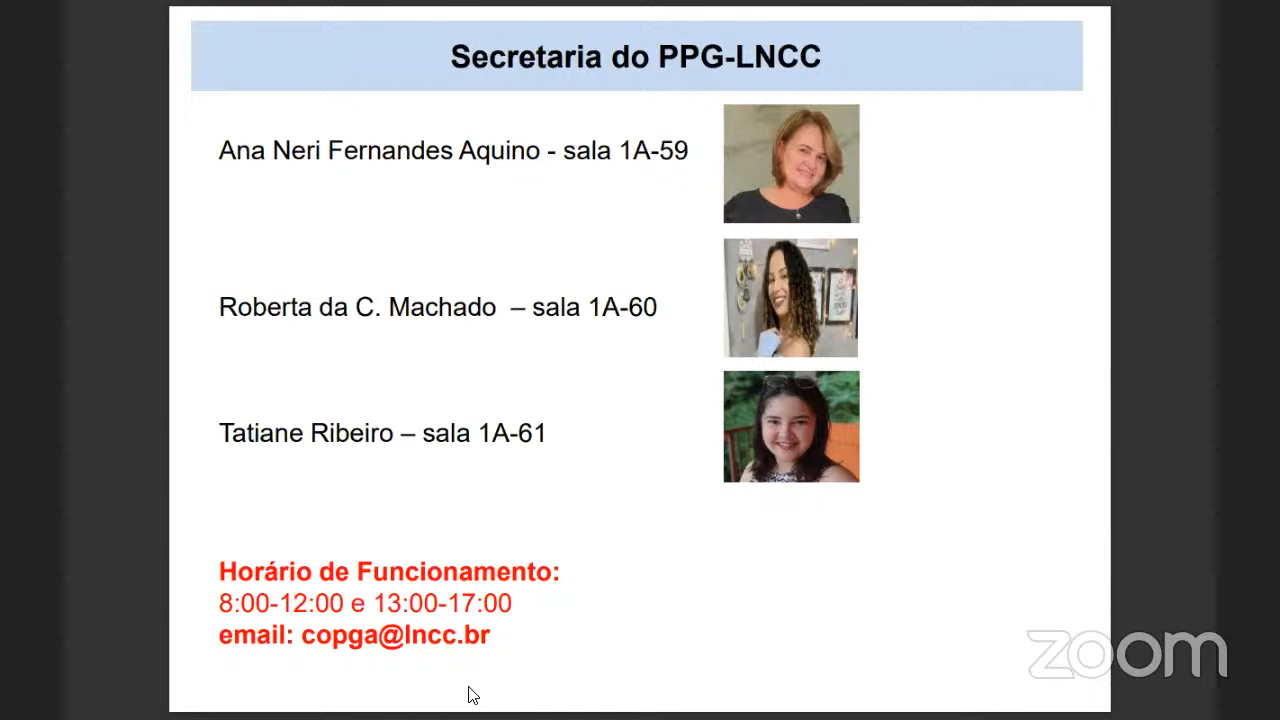 Secretaria do PPG-LNCC
Ana Neri Fernandes Aquino - sala 1A-59
Roberta da C. Machado – sala 1A-60
Tatiane Ribeiro – sala 1A-61
Horário de Funcionamento:
8:00-12:00 e 13:00-17:00
email: copga@lncc.br
zoom